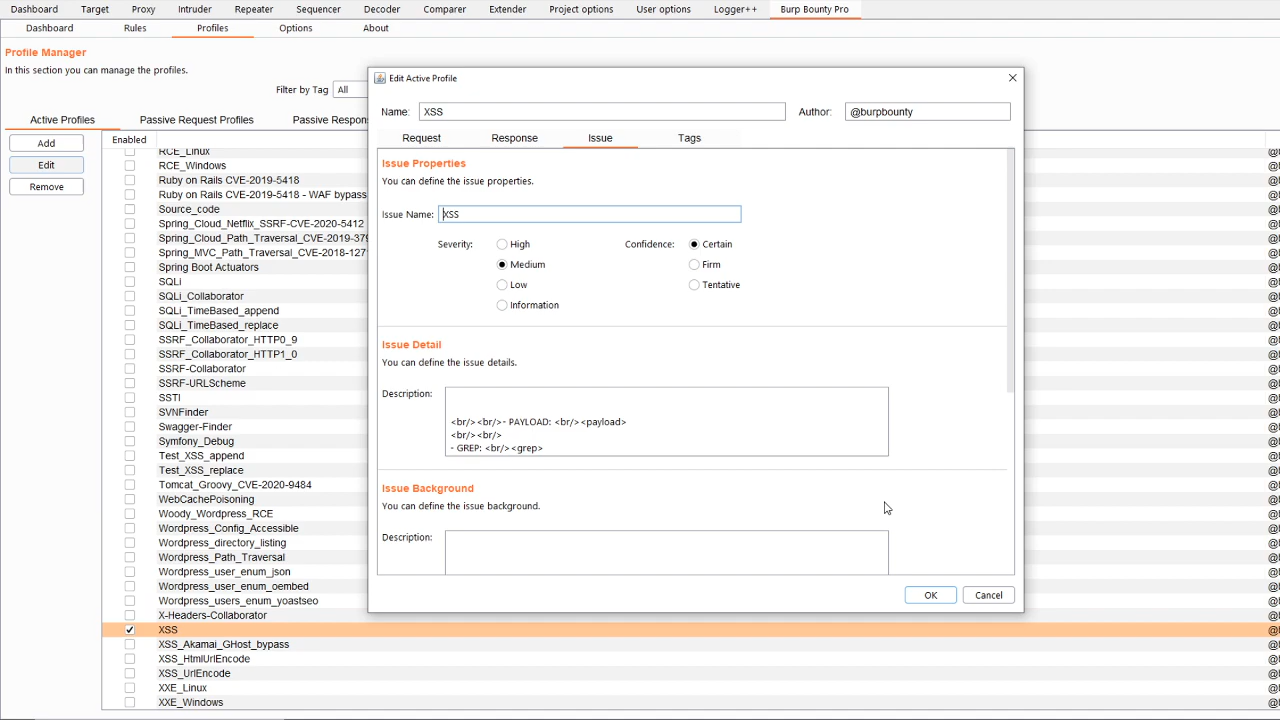 Dashboard Target Proxy Intruder Repeater Sequencer Decoder Comparer Extender Project options User options Logger++ Burp Bounty Pro
Dashboard Rules Profiles Options About
Profile Manager
In this section you can manage the profiles.
Filter by Tag All
Active Profiles Passive Request Profiles Passive Respon
Enabled
Add
Edit
Remove
RCE_Linux
RCE_Windows
Ruby on Rails CVE-2019-5418
Ruby on Rails CVE-2019-5418 - WAF bypass
Source_code
Spring_Cloud_Netflix_SSRF-CVE-2020-5412
Spring_Cloud_Path_Traversal_CVE-2019-379
Spring_MVC_Path_Traversal_CVE-2018-127
Spring Boot Actuators
SQLi
SQLi_Collaborator
SQLi_TimeBased_append
SQLi_TimeBased_replace
SSRF_Collaborator_HTTP0_9
SSRF_Collaborator_HTTP1_0
SSRF-Collaborator
SSRF-URLScheme
SSTI
SVNFinder
Swagger-Finder
Symfony_Debug
Test_XSS_append
Test_XSS_replace
Tomcat_Groovy_CVE-2020-9484
WebCachePoisoning
Woody_Wordpress_RCE
Wordpress_Config_Accessible
Wordpress_directory_listing
Wordpress_Path_Traversal
Wordpress_user_enum_json
Wordpress_user_enum_oembed
Wordpress_users_enum_yoastseo
X-Headers-Collaborator
XSS
XSS_Akamai_GHost_bypass
XSS_HtmlUrlEncode
XSS_UrlEncode
XXE_Linux
XXE_Windows
Edit Active Profile
Name: XSS Author: @burpbounty
Request Response Issue Tags
Issue Properties
You can define the issue properties.
Issue Name: XSS
Severity: High Confidence: Certain
Medium Firm
Low Tentative
Information
Issue Detail
You can define the issue details.
Description:
<br/><br/>- PAYLOAD: <br/><payload>
<br/><br/>
- GREP: <br/><grep>
Issue Background
You can define the issue background.
Description:
OK Cancel